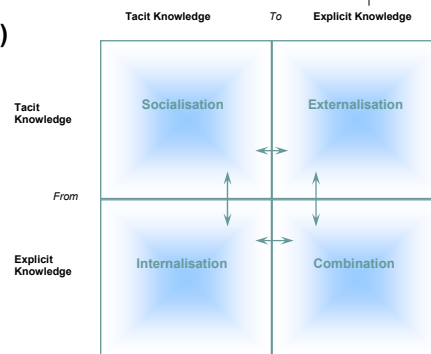 Tacit Knowledge To Explicit Knowledge
)
Tacit
Knowledge
Socialisation Externalisation
From
Explicit
Knowledge
Internalisation Combination